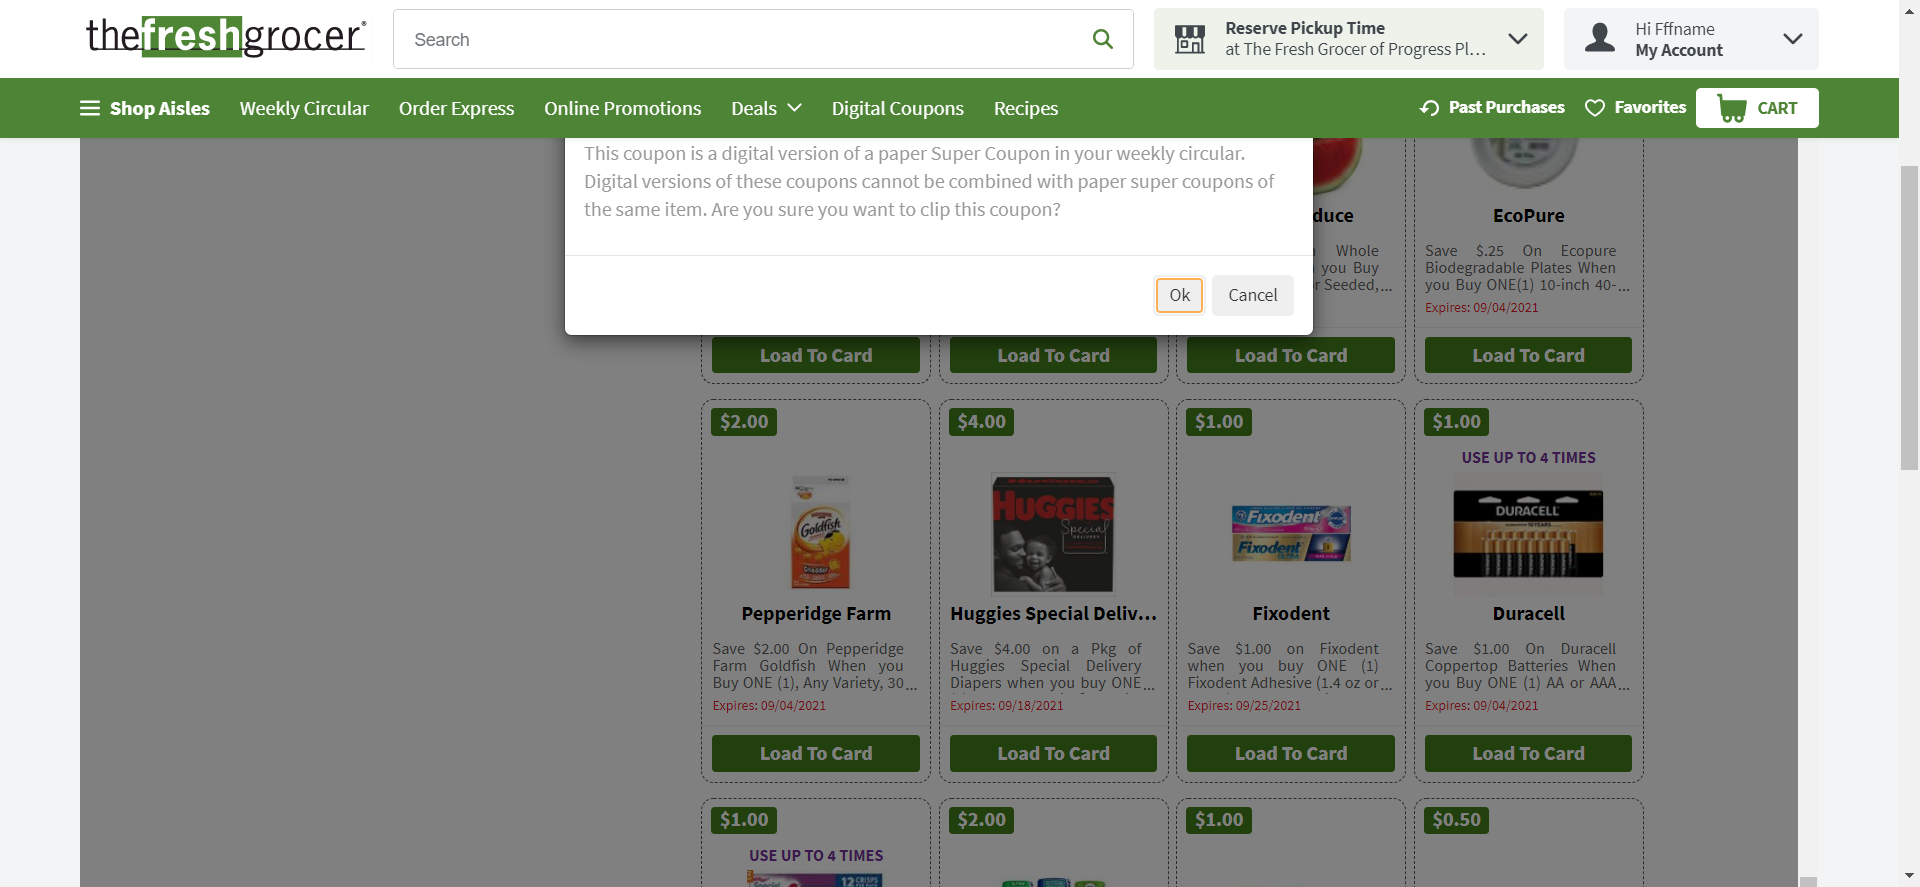 thefreshgrocer®
Search
Reserve Pickup Time
at The Fresh Grocer of Progress Pl...
Hi Fffname
My Account
Shop Aisles
Weekly Circular
Order Express
Online Promotions
Deals
Digital Coupons
Recipes
Past Purchases
Favorites
CART
This coupon is a digital version of a paper Super Coupon in your weekly circular.
Digital versions of these coupons cannot be combined with paper super coupons of
the same item. Are you sure you want to clip this coupon?
Ok
Cancel
duce
Whole
you Buy
r Seeded,...
EcoPure
Save $.25 On Ecopure
Biodegradable Plates When
you Buy ONE(1) 10-inch 40-...
Expires: 09/04/2021
Load To Card
Load To Card
Load To Card
Load To Card
$2.00
Goldfish
Cheddar
Pepperidge Farm
Save $2.00 On Pepperidge
Farm Goldfish When you
Buy ONE (1), Any Variety, 30...
Expires: 09/04/2021
Load To Card
$4.00
HUGGIES
Special
DELIVERY
Huggies Special Deliv...
Save $4.00 on a Pkg of
Huggies Special Delivery
Diapers when you buy ONE...
Expires: 09/18/2021
Load To Card
$1.00
Fixodent
Fixodent
ULTRA
Fixodent
Save $1.00 on Fixodent
when you buy ONE (1)
Fixodent Adhesive (1.4 oz or...
Expires: 09/25/2021
Load To Card
$1.00
USE UP TO 4 TIMES
DURACELL
Duracell
Save $1.00 On Duracell
Coppertop Batteries When
you Buy ONE (1) AA or AAA...
Expires: 09/04/2021
Load To Card
$1.00
USE UP TO 4 TIMES
12 CRISPS
$2.00
$1.00
$0.50